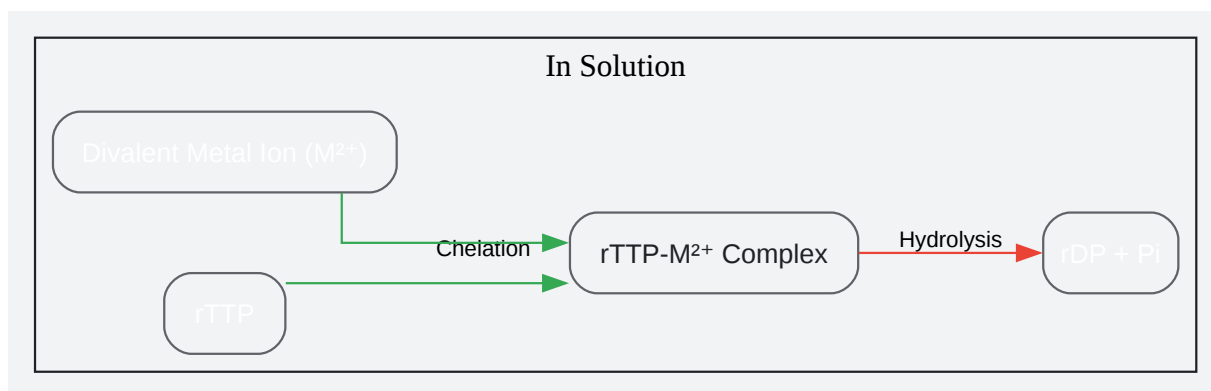 In Solution
Divalent Metal Ion (M²⁺)
Chelation
rTTP
rTTP-M²⁺ Complex
Hydrolysis
rDP + Pi